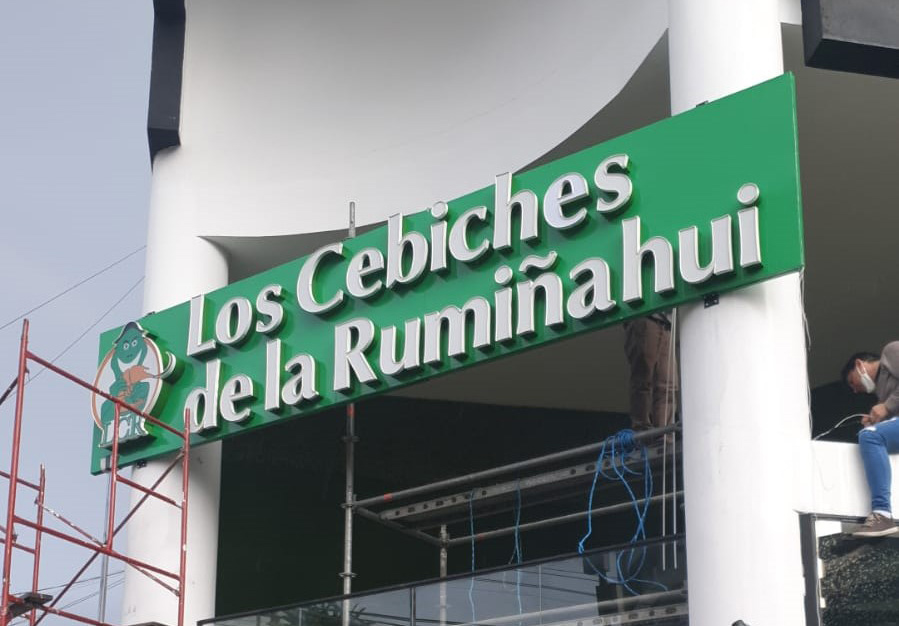 Los Cebiches
de la Rumiñahui
LCR